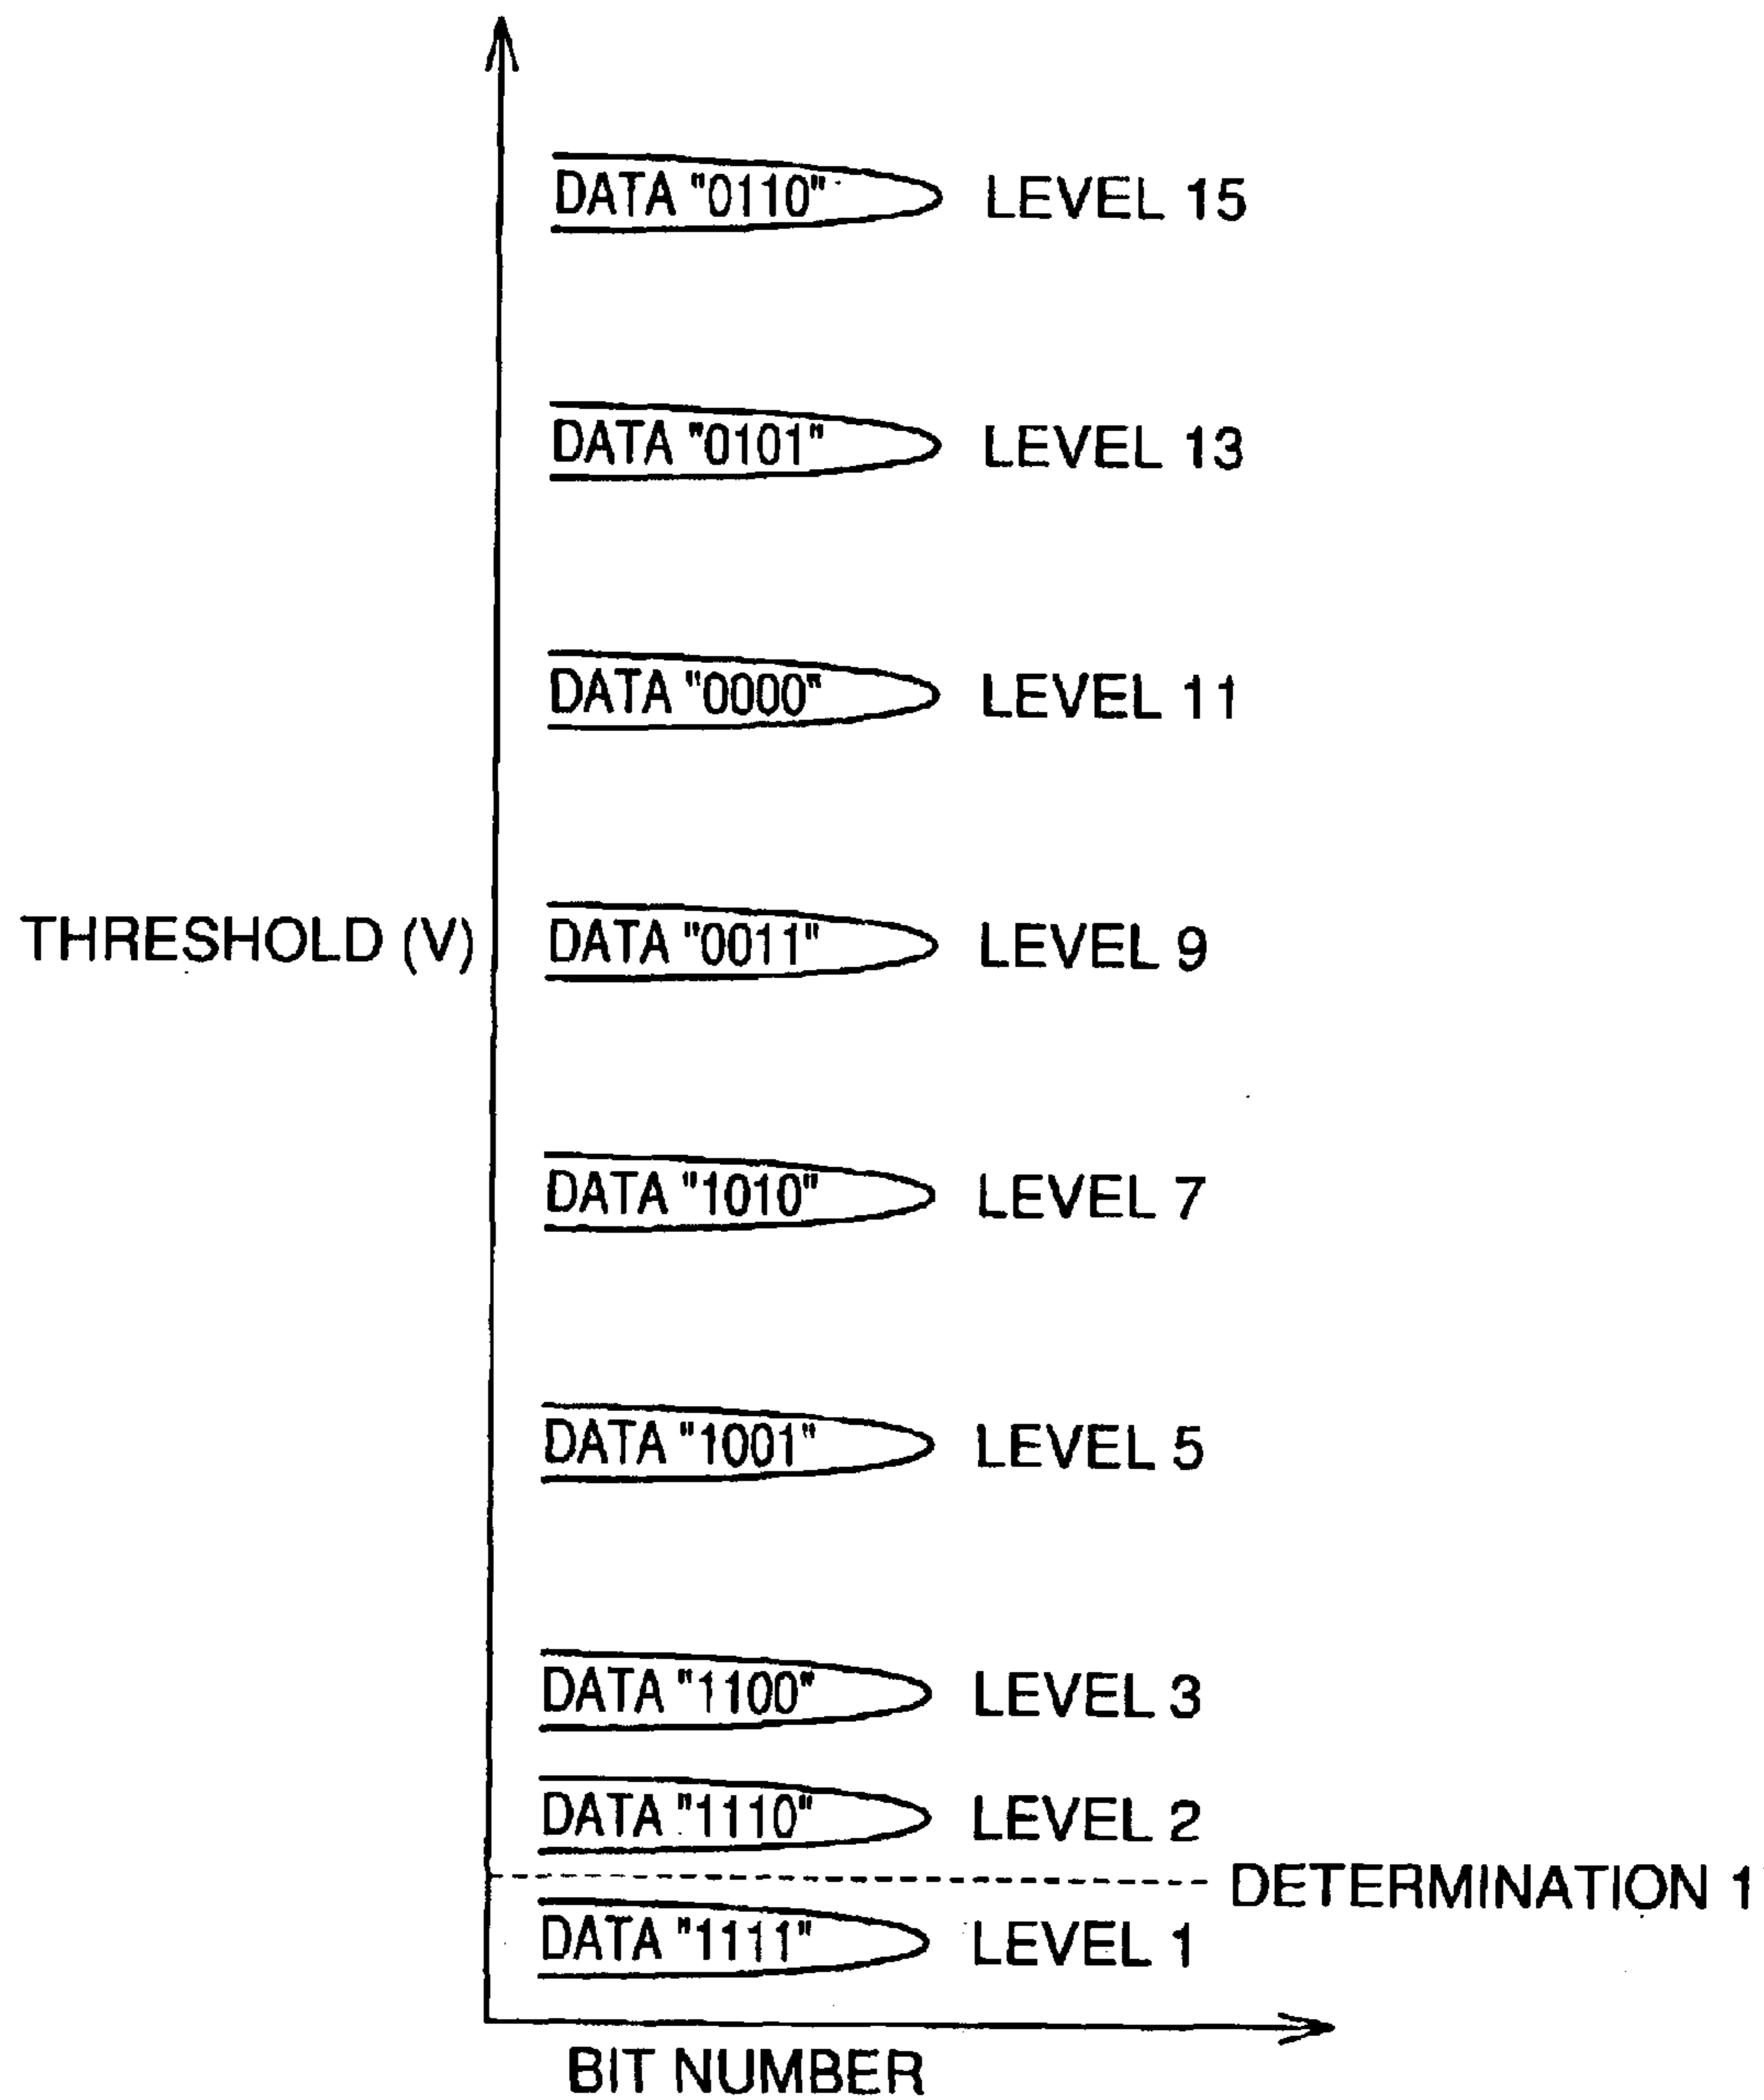 DATA "0110" LEVEL 15
DATA "0101" LEVEL 13
DATA "0000" LEVEL 11
THRESHOLD (V) DATA "0011" LEVEL 9
DATA "1010" LEVEL 7
DATA "1001" LEVEL 5
DATA "1100" LEVEL 3
DATA "1110" LEVEL 2
DETERMINATION 1
DATA "1111" LEVEL 1
BIT NUMBER